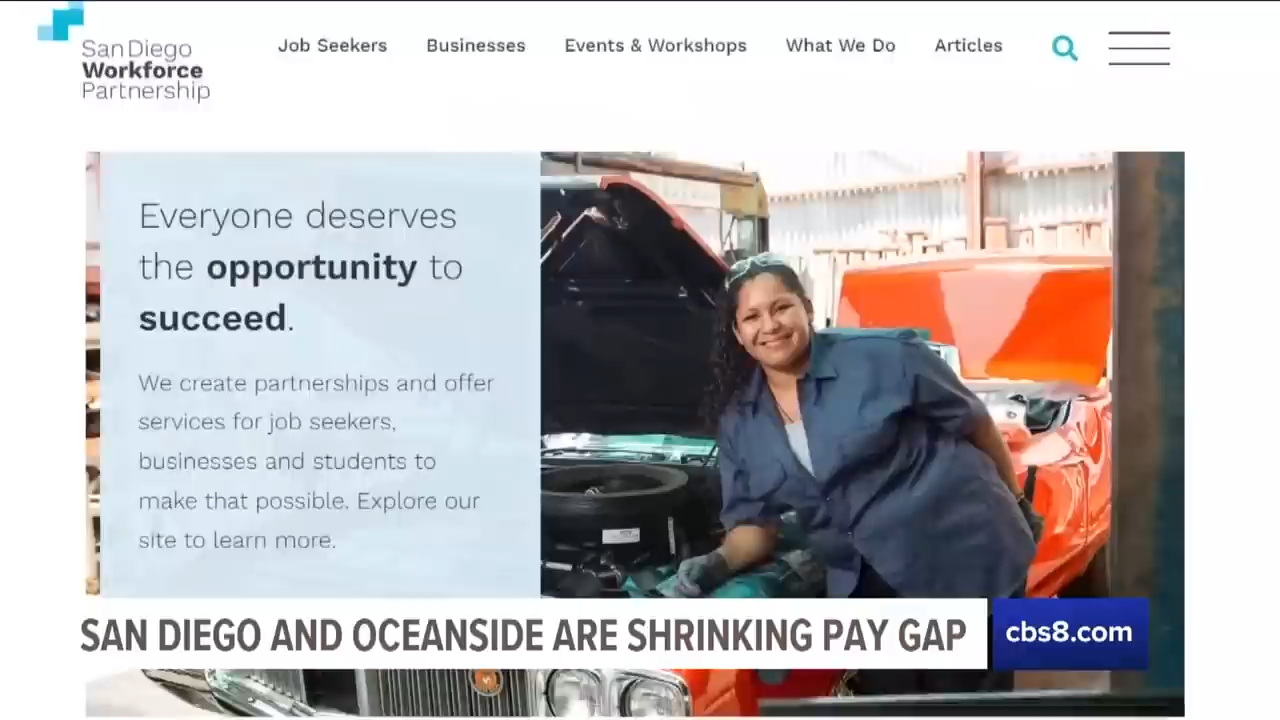 San Diego
Workforce
Partnership
Job Seekers
Businesses
Events & Workshops
What We Do
Articles
Everyone deserves
the opportunity to
succeed.
We create partnerships and offer
services for job seekers,
businesses and students to
make that possible. Explore our
site to learn more.
SAN DIEGO AND OCEANSIDE ARE SHRINKING PAY GAP
cbs8.com